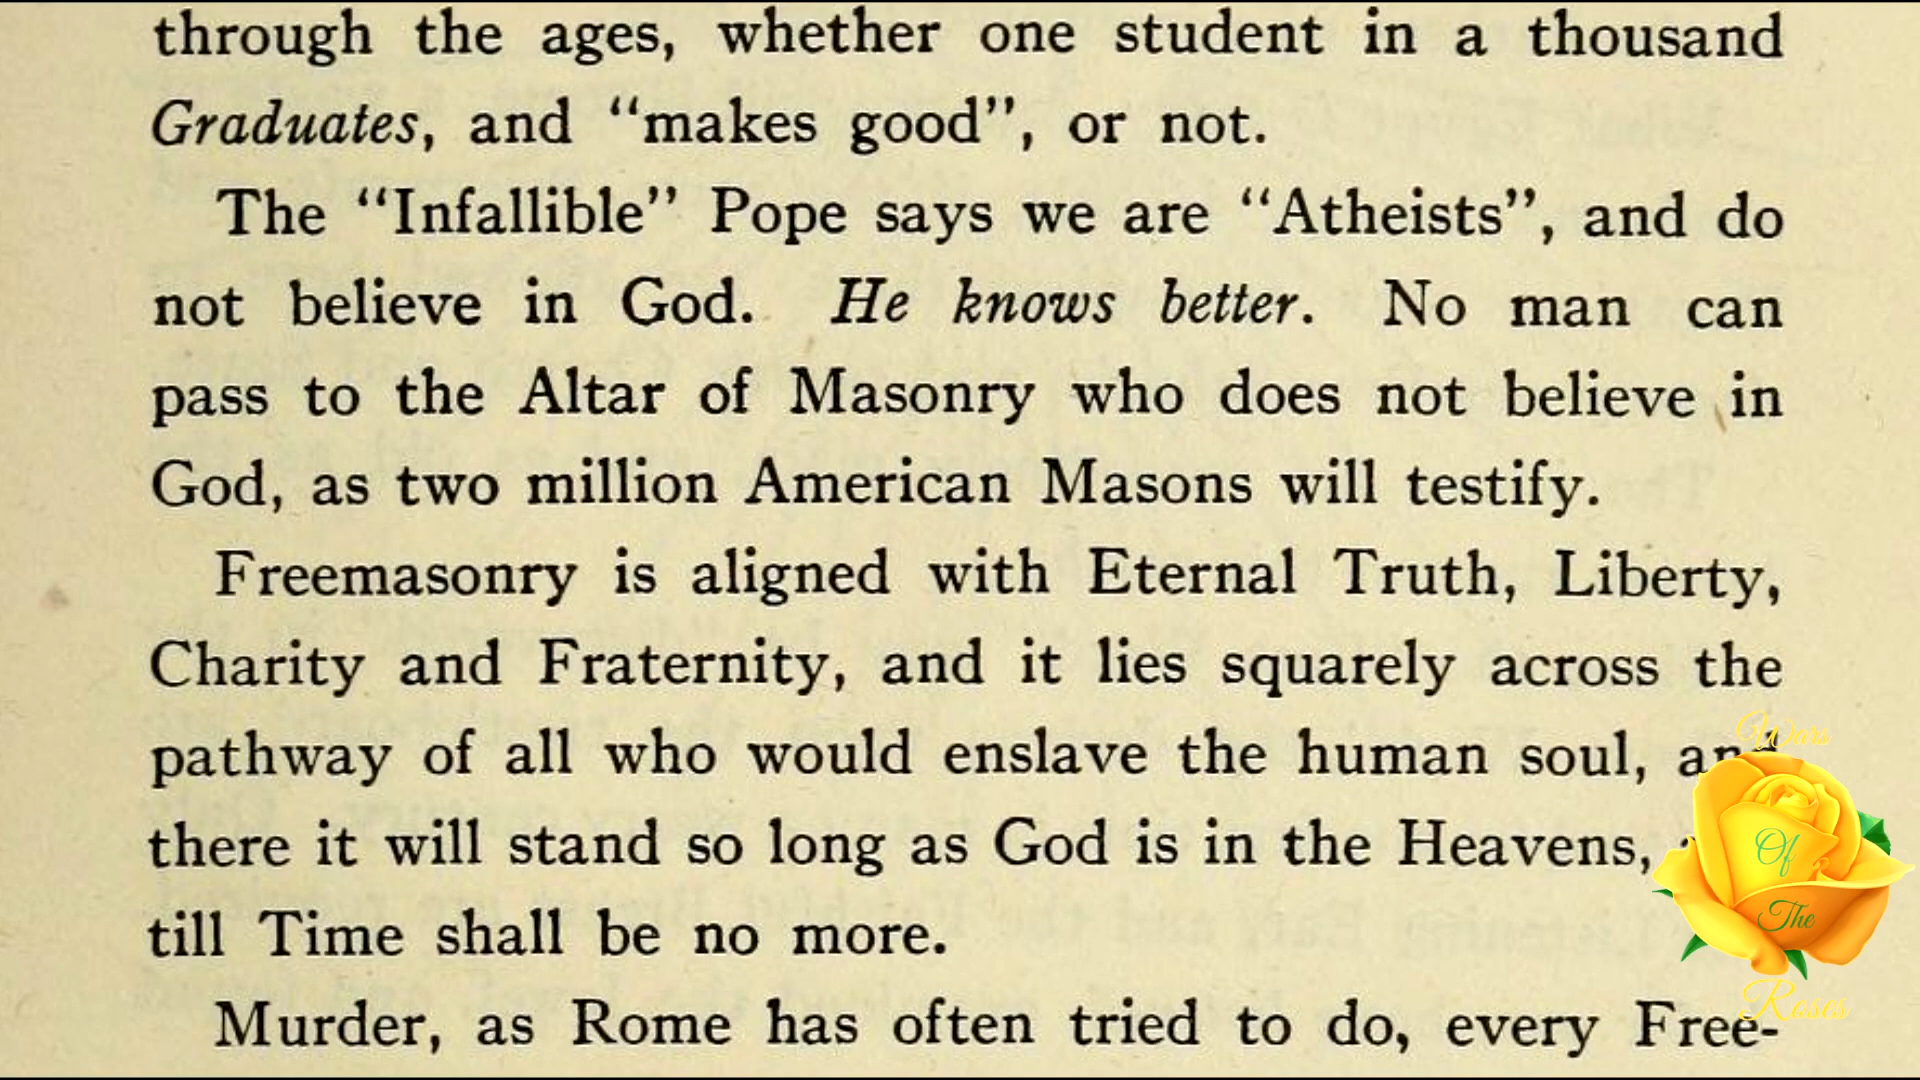 through the ages, whether one student in a thousand
Graduates, and “makes good”, or not.
The “Infallible” Pope says we are “Atheists”, and do
not believe in God. He knows better. No man can
pass to the Altar of Masonry who does not believe in
God, as two million American Masons will testify.
Freemasonry is aligned with Eternal Truth, Liberty,
Charity and Fraternity, and it lies squarely across the
pathway of all who would enslave the human soul, and
there it will stand so long as God is in the Heavens,
till Time shall be no more.
Murder, as Rome has often tried to do, every Free-
Wars
Of
The
Roses